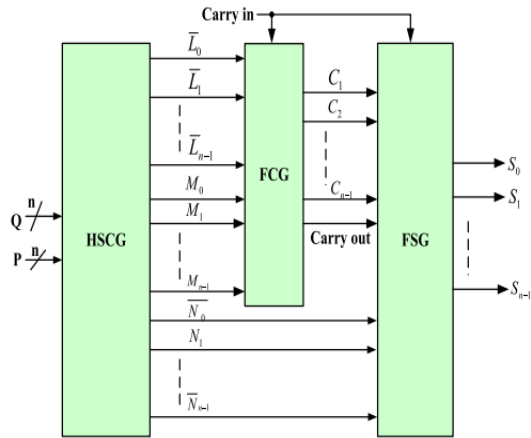 Carry in
L̅₀
L̅₁
L̅ₙ₋₁
M₀
M₁
Mₙ₋₁
N̅₀
N₁
N̅ₙ₋₁
Q n
P n
HSCG
FCG
C₁
C₂
Cₙ₋₁
Carry out
FSG
S₀
S₁
Sₙ₋₁